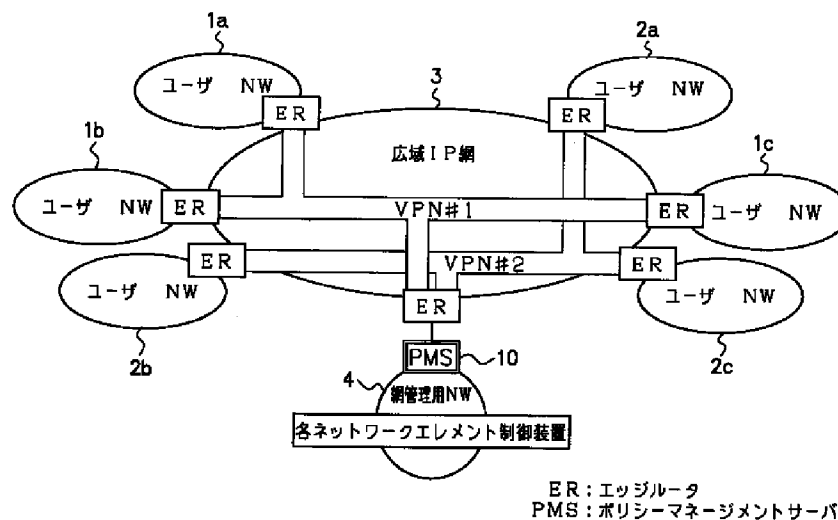 1a
2a
3
ユーザ NW
ユーザ NW
ER
ER
1b
1c
広域IP網
ユーザ NW
ER
VPN#1
ER
ユーザ NW
ER
VPN#2
ER
ユーザ NW
ER
ユーザ NW
2b
2c
PMS
10
4
網管理用NW
各ネットワークエレメント制御装置
ER:エッジルータ
PMS:ポリシーマネージメントサーバ